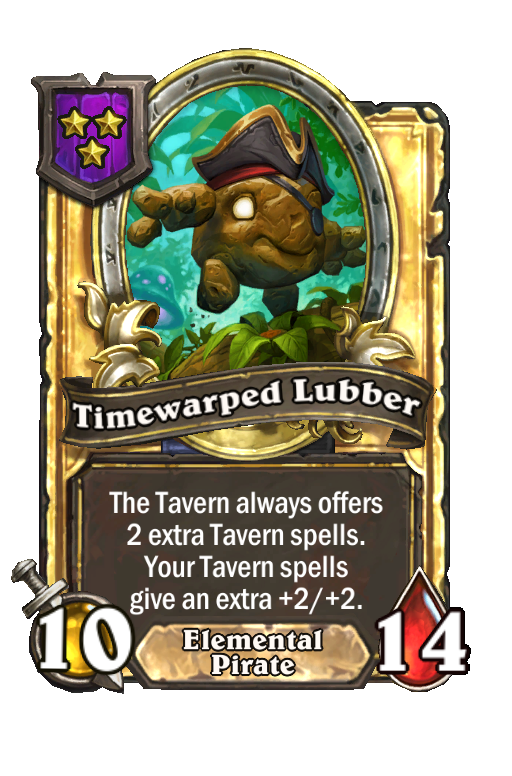 Timewarped Lubber
The Tavern always offers
2 extra Tavern spells.
Your Tavern spells
give an extra +2/+2.
10
Elemental
Pirate
14